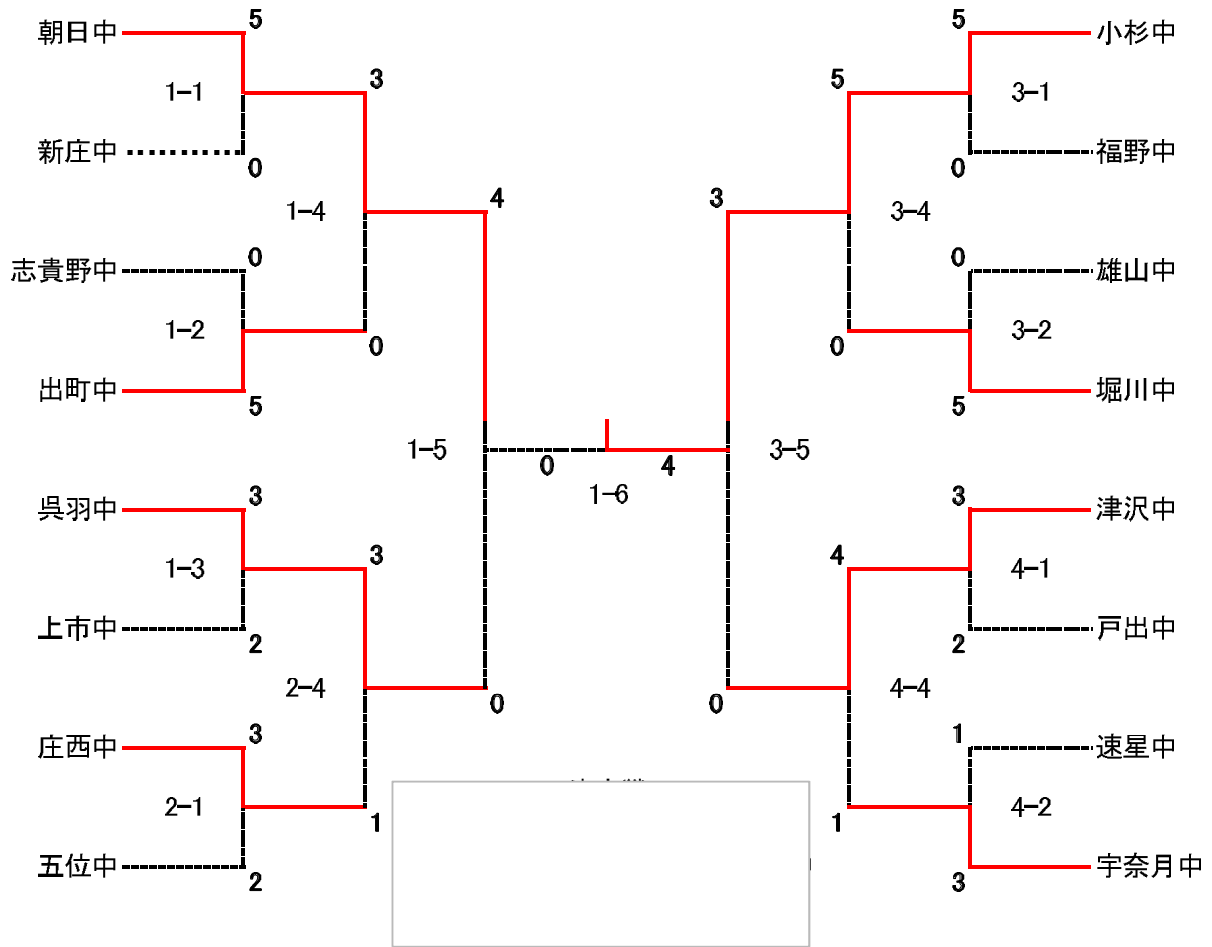 朝日中 5 5 小杉中
1-1 3 5 3-1
新庄中 0 0 福野中
1-4 4 3 3-4
志貴野中 0 0 雄山中
1-2 0 0 3-2
出町中 5 5 堀川中
1-5 0 4 3-5
1-6
呉羽中 3 3 津沢中
1-3 3 4 4-1
上市中 2 2 戸出中
2-4 0 0 4-4
庄西中 3 1 速星中
2-1 1 1 4-2
五位中 2 3 宇奈月中